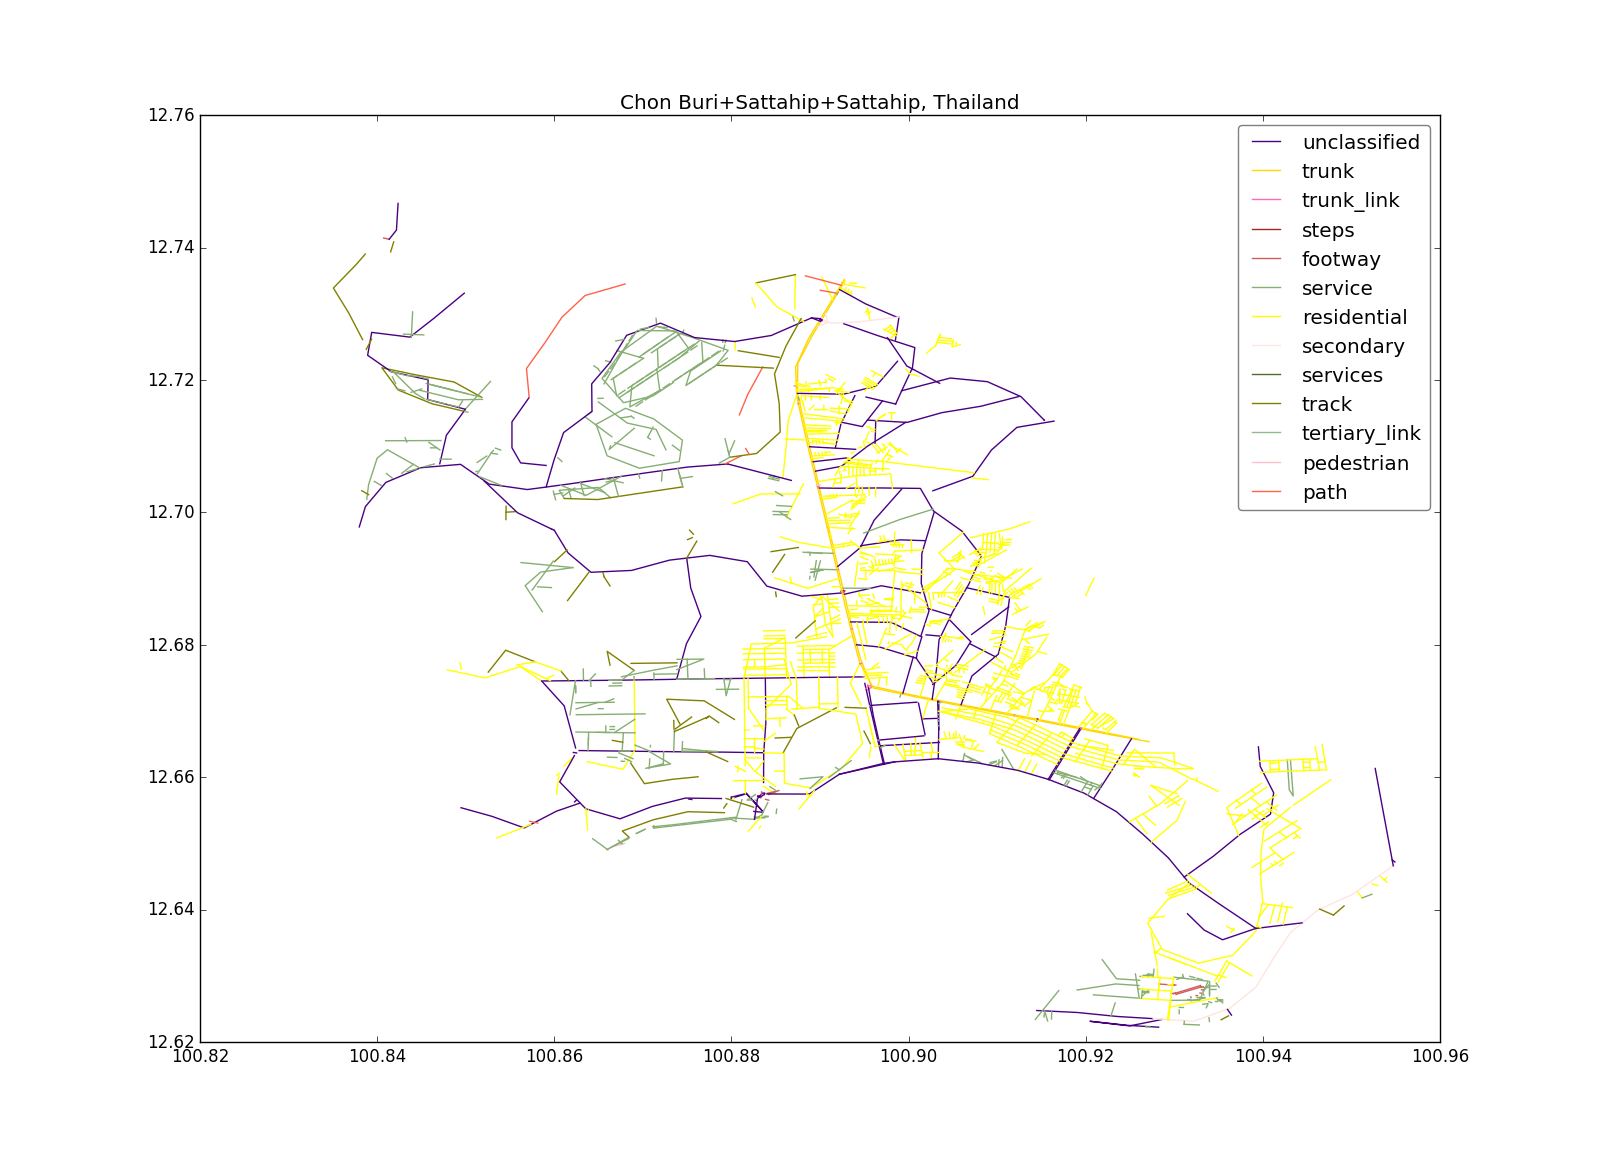 Chon Buri+Sattahip+Sattahip, Thailand
12.76
12.74
12.72
12.70
12.68
12.66
12.64
12.62
100.82 100.84 100.86 100.88 100.90 100.92 100.94 100.96
unclassified
trunk
trunk_link
steps
footway
service
residential
secondary
services
track
tertiary_link
pedestrian
path